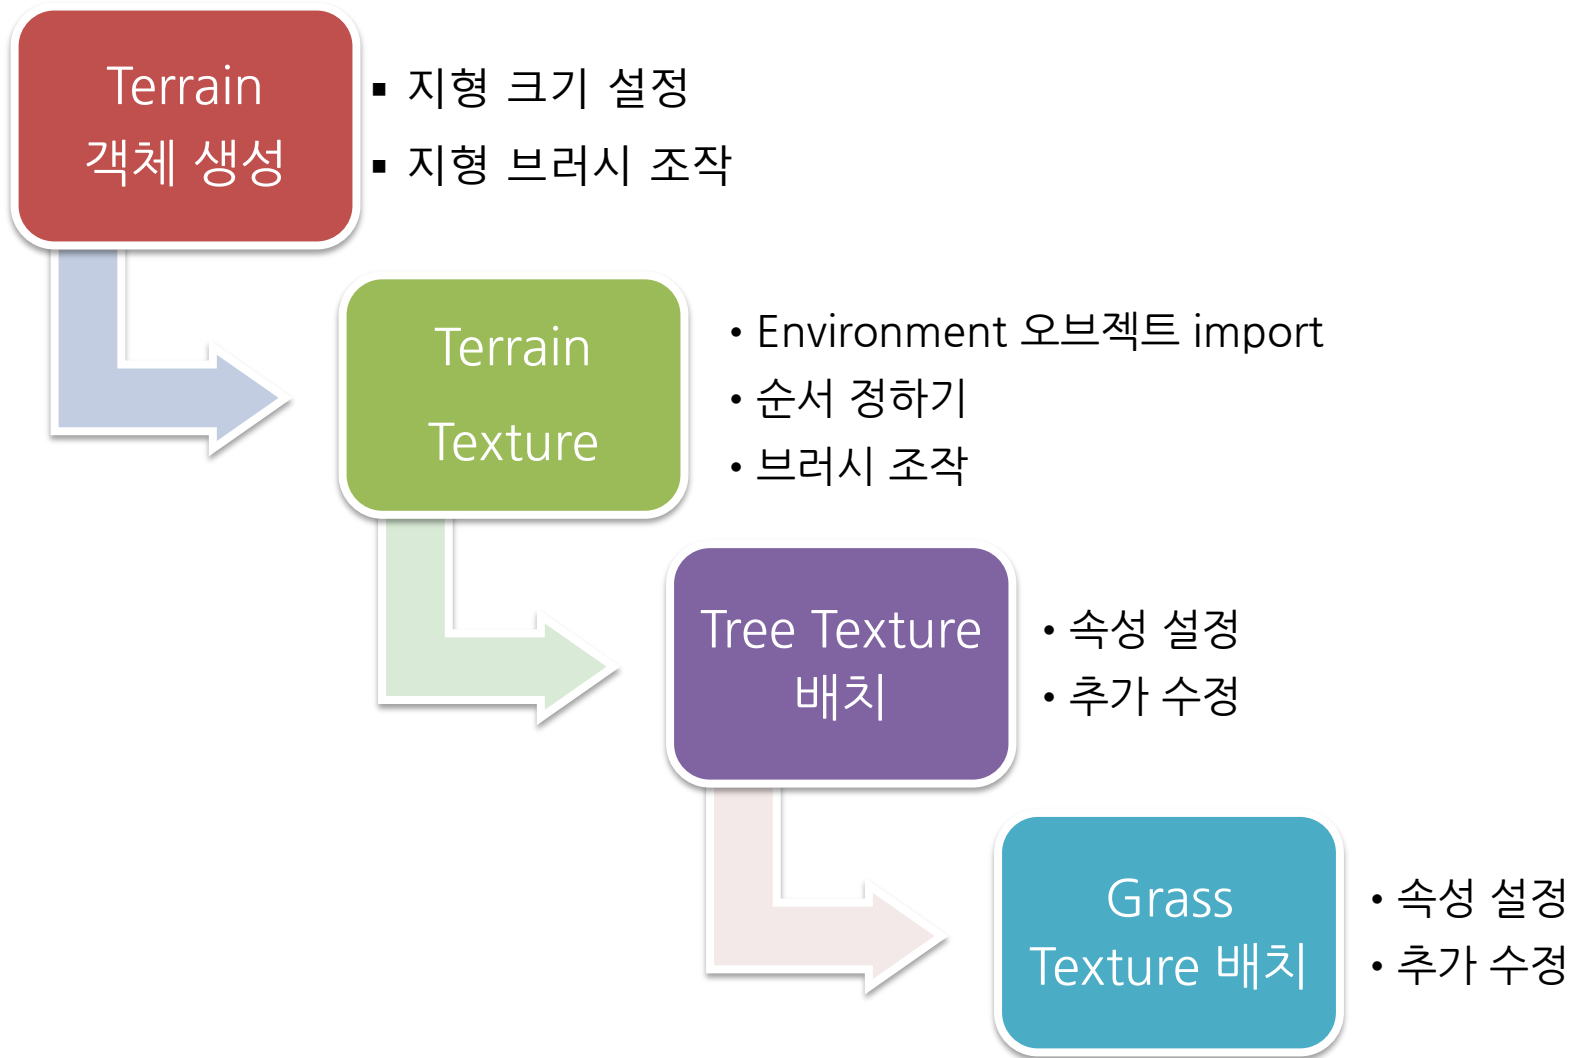 Terrain
객체 생성
▪ 지형 크기 설정
▪ 지형 브러시 조작
Terrain
Texture
• Environment 오브젝트 import
• 순서 정하기
• 브러시 조작
Tree Texture
배치
• 속성 설정
• 추가 수정
Grass
Texture 배치
• 속성 설정
• 추가 수정